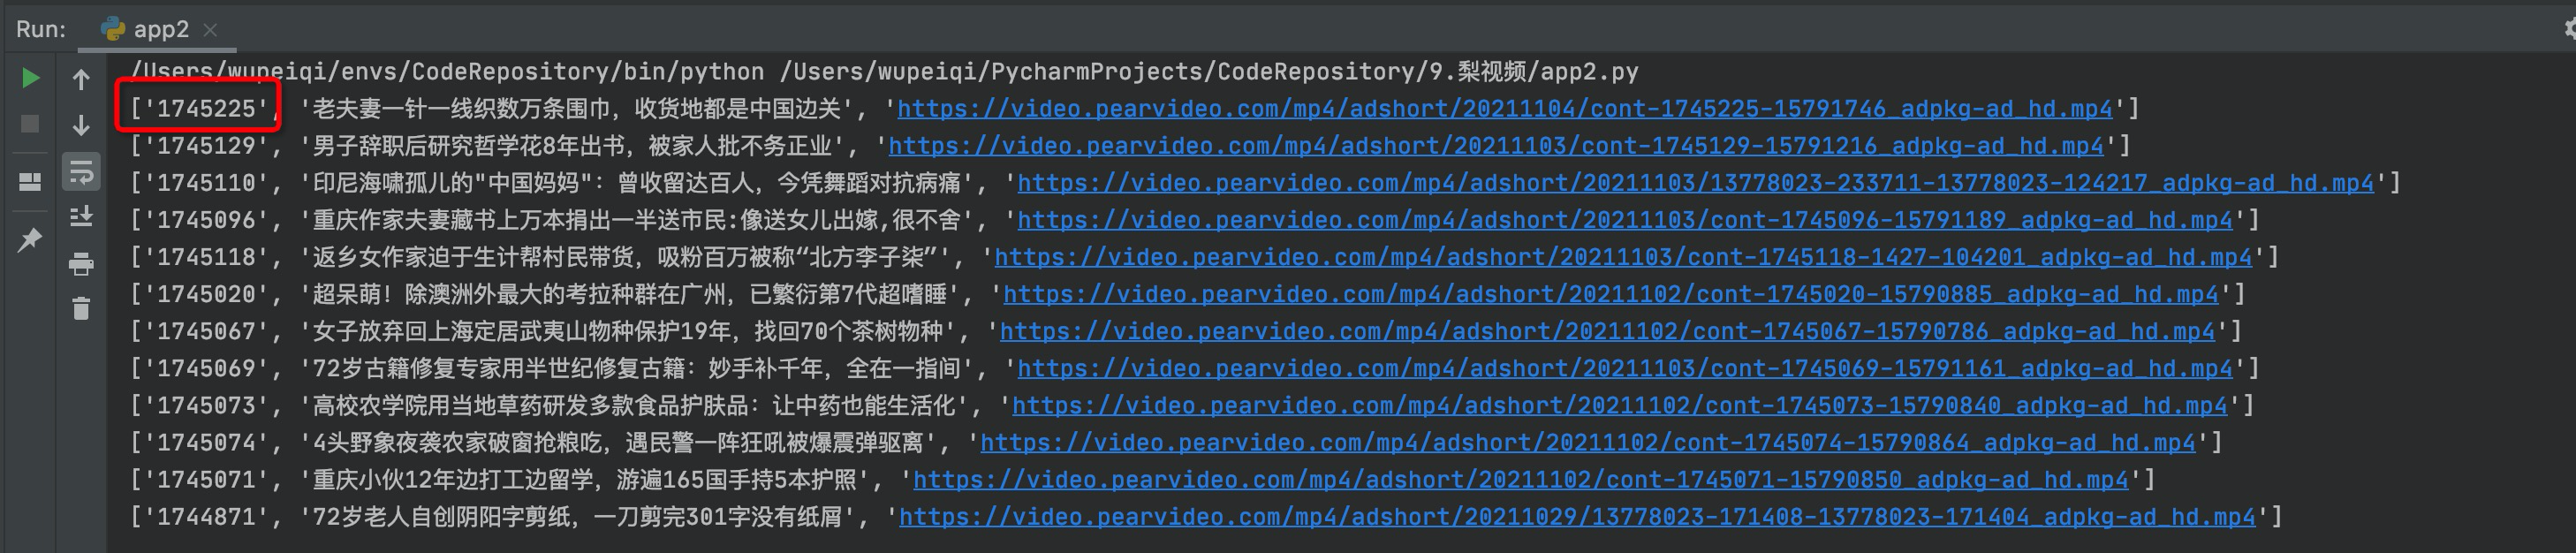 Run: app2
/Users/wupeiqi/envs/CodeRepository/bin/python /Users/wupeiqi/PycharmProjects/CodeRepository/9.梨视频/app2.py
['1745225', '老夫妻一针一线织数万条围巾，收货地都是中国边关', 'https://video.pearvideo.com/mp4/adshort/20211104/cont-1745225-15791746_adpkg-ad_hd.mp4']
['1745129', '男子辞职后研究哲学花8年出书，被家人批不务正业', 'https://video.pearvideo.com/mp4/adshort/20211103/cont-1745129-15791216_adpkg-ad_hd.mp4']
['1745110', '印尼海啸孤儿的"中国妈妈"：曾收留达百人，今凭舞蹈对抗病痛', 'https://video.pearvideo.com/mp4/adshort/20211103/13778023-233711-13778023-124217_adpkg-ad_hd.mp4']
['1745096', '重庆作家夫妻藏书上万本捐出一半送市民:像送女儿出嫁,很不舍', 'https://video.pearvideo.com/mp4/adshort/20211103/cont-1745096-15791189_adpkg-ad_hd.mp4']
['1745118', '返乡女作家迫于生计帮村民带货，吸粉百万被称“北方李子柒”', 'https://video.pearvideo.com/mp4/adshort/20211103/cont-1745118-1427-104201_adpkg-ad_hd.mp4']
['1745020', '超呆萌！除澳洲外最大的考拉种群在广州，已繁衍第7代超嗜睡', 'https://video.pearvideo.com/mp4/adshort/20211102/cont-1745020-15790885_adpkg-ad_hd.mp4']
['1745067', '女子放弃回上海定居武夷山物种保护19年，找回70个茶树物种', 'https://video.pearvideo.com/mp4/adshort/20211102/cont-1745067-15790786_adpkg-ad_hd.mp4']
['1745069', '72岁古籍修复专家用半世纪修复古籍：妙手补千年，全在一指间', 'https://video.pearvideo.com/mp4/adshort/20211103/cont-1745069-15791161_adpkg-ad_hd.mp4']
['1745073', '高校农学院用当地草药研发多款食品护肤品：让中药也能生活化', 'https://video.pearvideo.com/mp4/adshort/20211102/cont-1745073-15790840_adpkg-ad_hd.mp4']
['1745074', '4头野象夜袭农家破窗抢粮吃，遇民警一阵狂吼被爆震弹驱离', 'https://video.pearvideo.com/mp4/adshort/20211102/cont-1745074-15790864_adpkg-ad_hd.mp4']
['1745071', '重庆小伙12年边打工边留学，游遍165国手持5本护照', 'https://video.pearvideo.com/mp4/adshort/20211102/cont-1745071-15790850_adpkg-ad_hd.mp4']
['1744871', '72岁老人自创阴阳字剪纸，一刀剪完301字没有纸屑', 'https://video.pearvideo.com/mp4/adshort/20211029/13778023-171408-13778023-171404_adpkg-ad_hd.mp4']